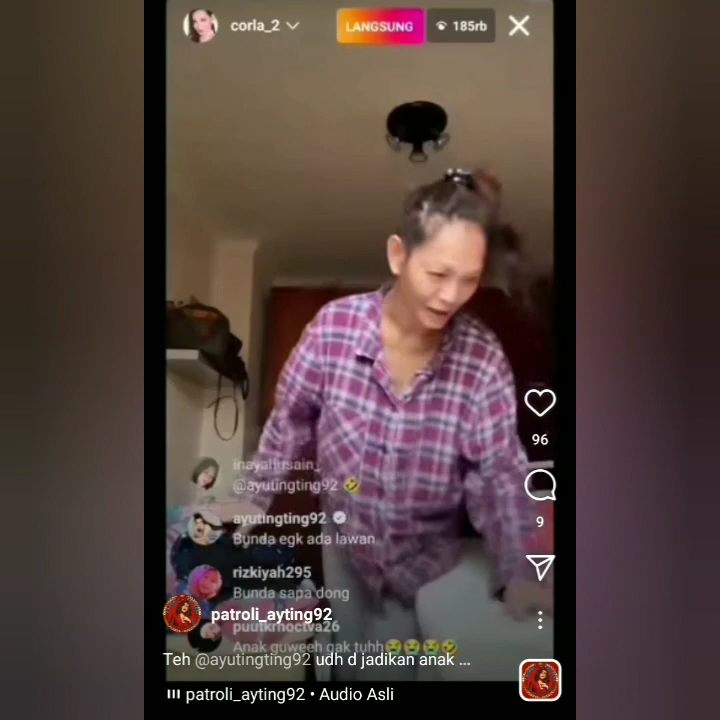 corla_2
LANGSUNG
185rb
inayahusain_
@ayutingting92 🤣
ayutingting92
Bunda egk ada lawan
rizkiyah295
Bunda sapa dong
patroli_ayting92
Anak guweeh gak tuhh😭😭😭🤣
Teh @ayutingting92 udh d jadikan anak ...
patroli_ayting92 • Audio Asli
96
9